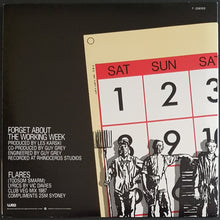 SAT
SUN
MON
1
2
3
8
9
FORGET ABOUT
THE WORKING WEEK
PRODUCED BY LES KARSKI
CO-PRODUCED BY GUY GREY
ENGINEERED BY GUY GREY
RECORDED AT RHINOCEROS STUDIOS
FLARES
(TODSOM SMARM)
LYRICS BY VIC DAVIES
CLUB VEG MIX 1987
COMPLIMENTS 2SM SYDNEY